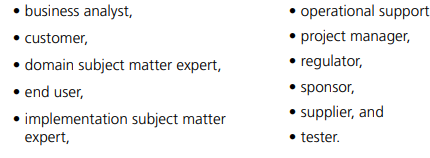 • business analyst,
• customer,
• domain subject matter expert,
• end user,
• implementation subject matter
expert,
• operational support
• project manager,
• regulator,
• sponsor,
• supplier, and
• tester.